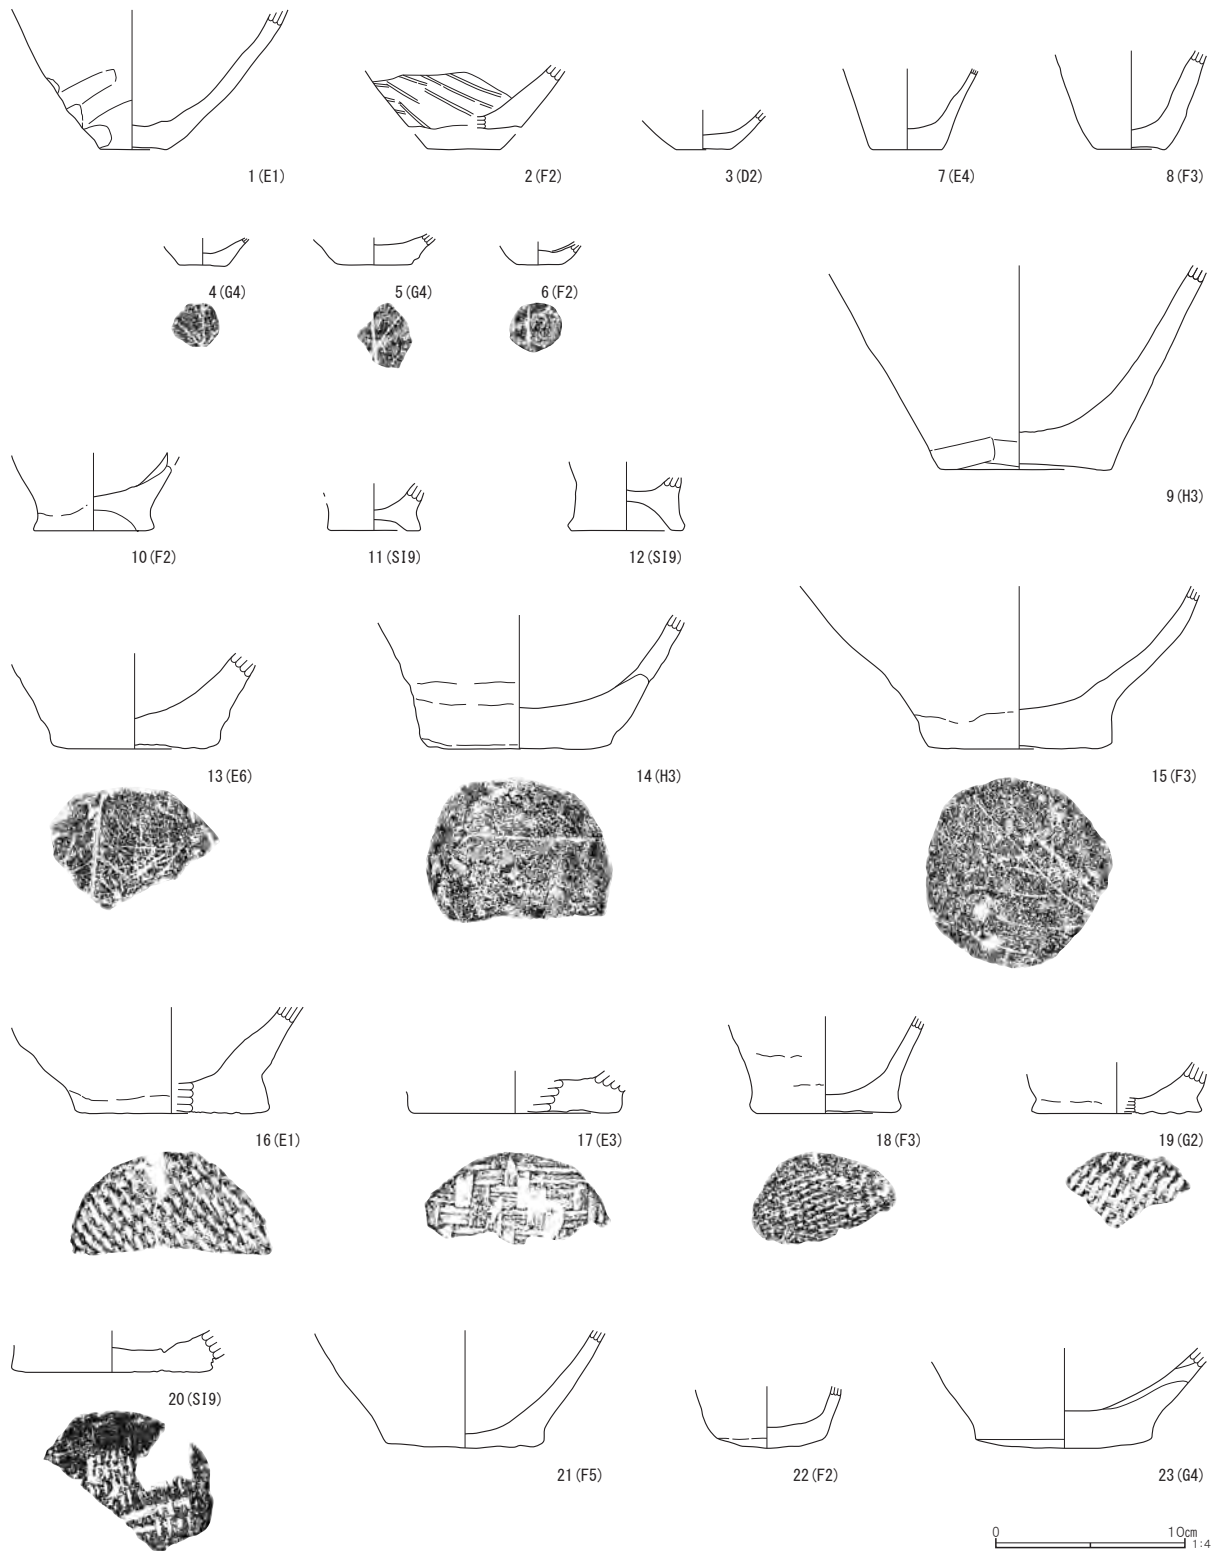 1(E1)
2(F2)
3(D2)
7(E4)
8(F3)
4(G4)
5(G4)
6(F2)
9(H3)
10(F2)
11(SI9)
12(SI9)
13(E6)
14(H3)
15(F3)
16(E1)
17(E3)
18(F3)
19(G2)
20(SI9)
21(F5)
22(F2)
23(G4)
0 10cm
1:4